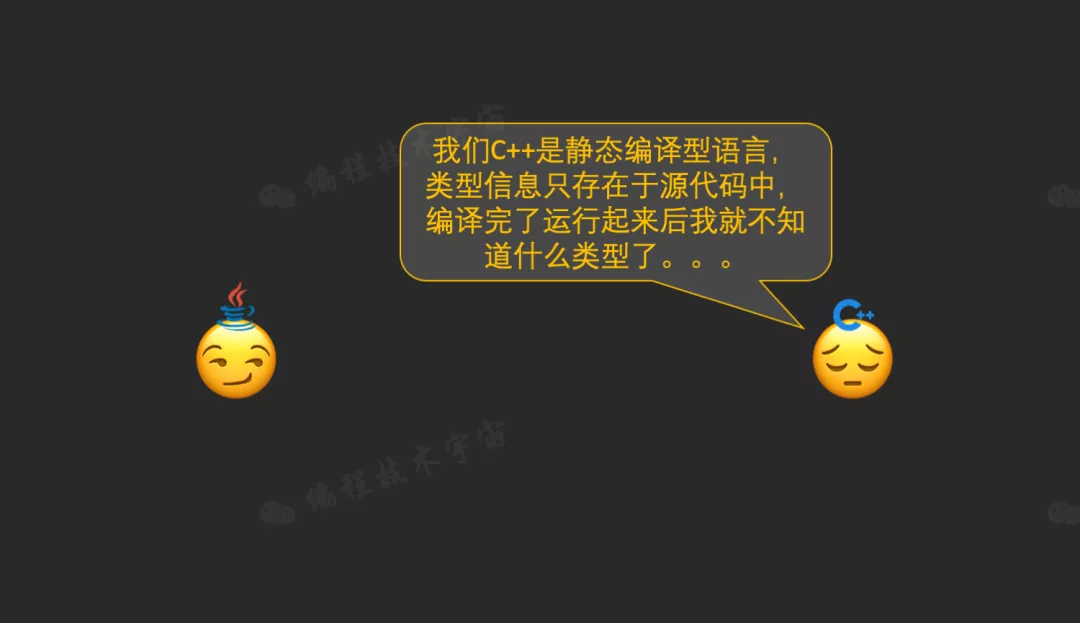 编程技术宇宙
我们C++是静态编译型语言,
类型信息只存在于源代码中,
编译完了运行起来后我就不知
道什么类型了。。。
C++
编程技术宇宙